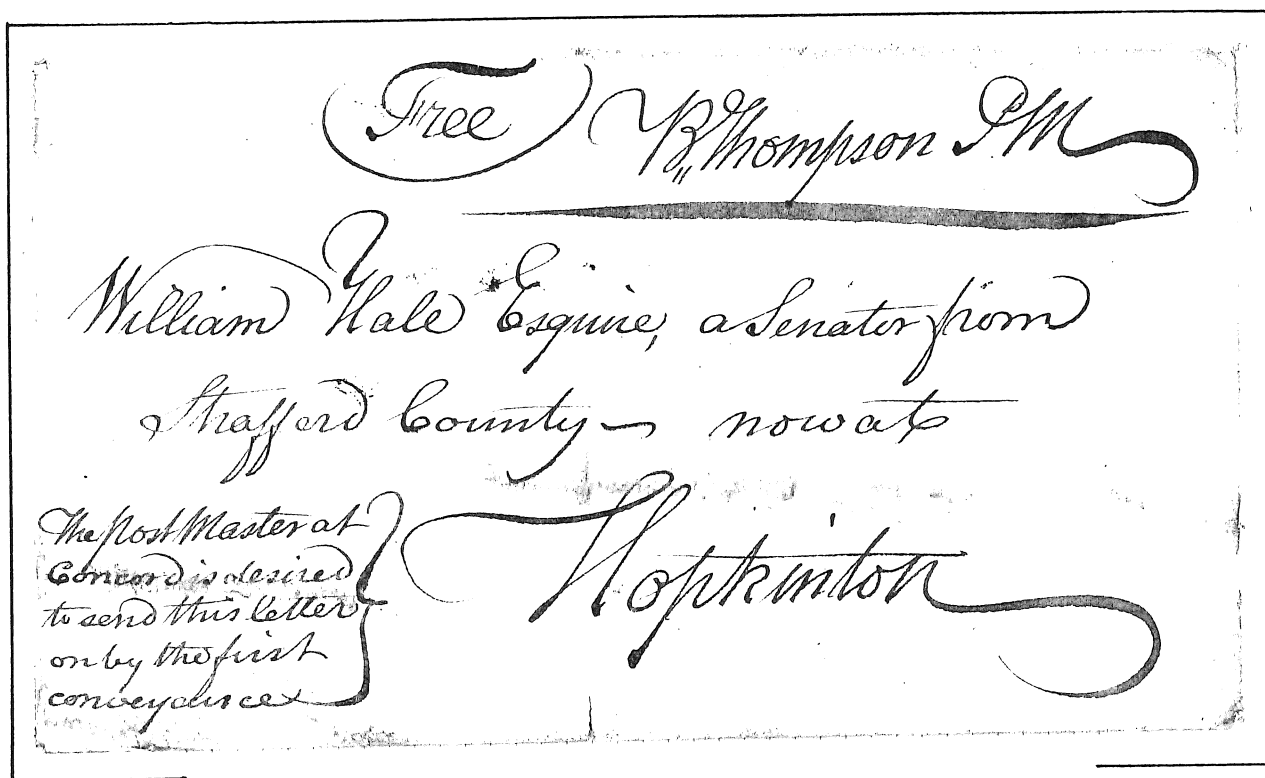 Free B,, Thompson PM
William Hale Esquire, a Senator from
Strafford County — now at
Hopkinton
The post Master at
Concord is desired
to send this letter
on by the first
conveyance